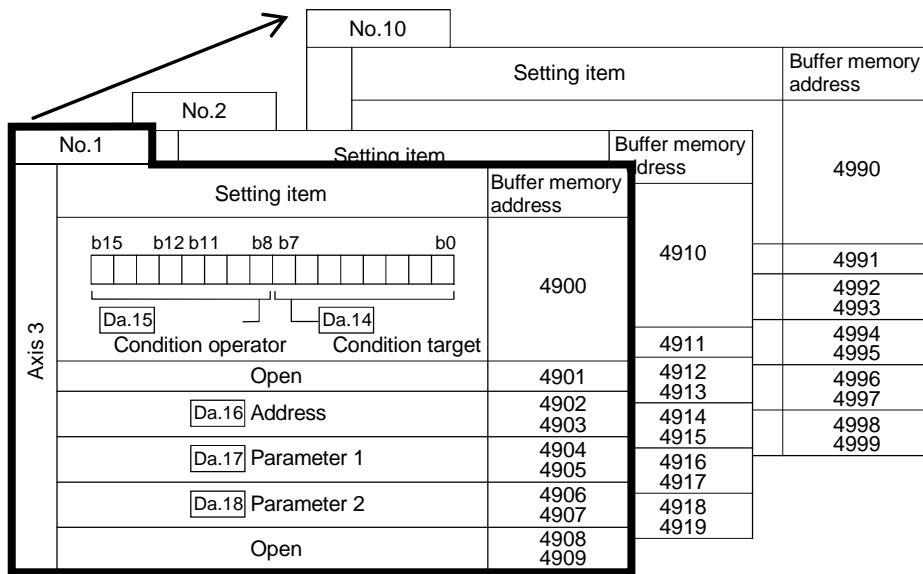 No.10
Setting item
Buffer memory
address
4990
4991
4992
4993
4994
4995
4996
4997
4998
4999
No.2
Setting item
Buffer memory
address
4910
4911
4912
4913
4914
4915
4916
4917
4918
4919
No.1
Axis 3
Setting item
Buffer memory
address
b15 b12 b11 b8 b7 b0
4900
Da.15 Da.14
Condition operator Condition target
Open 4901
Da.16 Address 4902
4903
Da.17 Parameter 1 4904
4905
Da.18 Parameter 2 4906
4907
Open 4908
4909